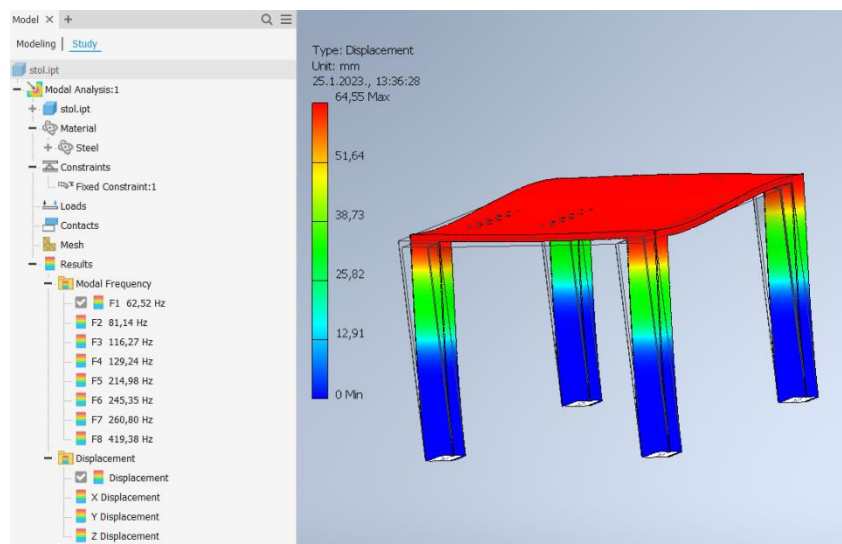 Model × +
Modeling | Study
stol.ipt
Modal Analysis:1
stol.ipt
Material
Steel
Constraints
Fixed Constraint:1
Loads
Contacts
Mesh
Results
Modal Frequency
F1 62,52 Hz
F2 81,14 Hz
F3 116,27 Hz
F4 129,24 Hz
F5 214,98 Hz
F6 245,35 Hz
F7 260,80 Hz
F8 419,38 Hz
Displacement
Displacement
X Displacement
Y Displacement
Z Displacement
Type: Displacement
Unit: mm
25.1.2023., 13:36:28
64,55 Max
51,64
38,73
25,82
12,91
0 Min